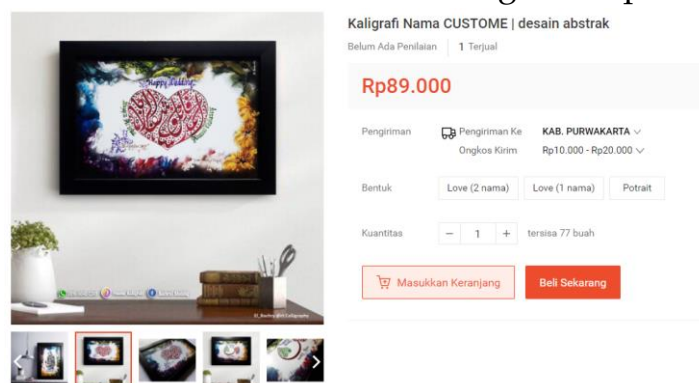 Kaligrafi Nama CUSTOME | desain abstrak
Belum Ada Penilaian
1 Terjual
Rp89.000
Pengiriman
Pengiriman Ke
KAB. PURWAKARTA
Ongkos Kirim
Rp10.000 - Rp20.000
Bentuk
Love (2 nama)
Love (1 nama)
Potrait
Kuantitas
− 1 +
tersisa 77 buah
Masukkan Keranjang
Beli Sekarang
Happy Wedding